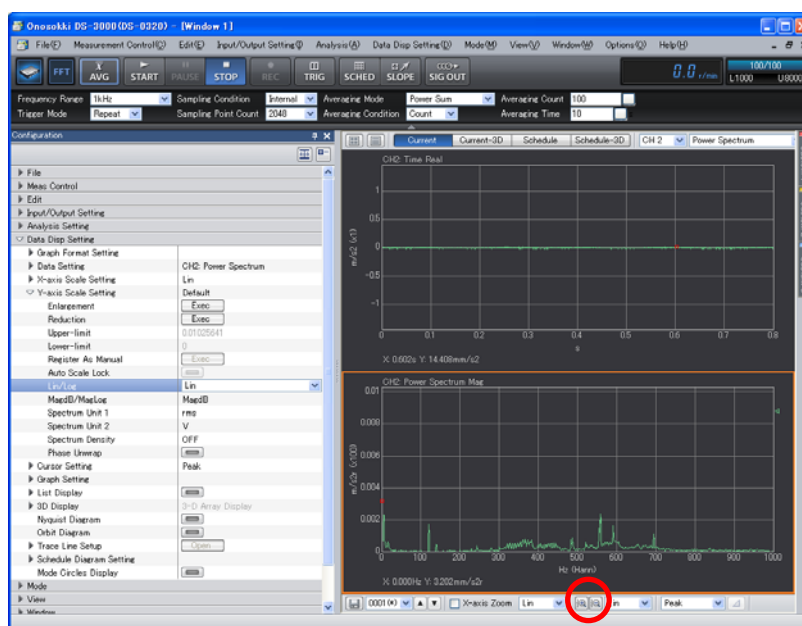 Onosokki DS-3000(DS-0320) - [Window 1]
File(F) Measurement Control(C) Edit(E) Input/Output Setting(I) Analysis(A) Data Disp Setting(D) Mode(M) View(V) Window(W) Options(O) Help(H)
FFT AVG START PAUSE STOP REC TRIG SCHED SLOPE SIG OUT 0.0 r/min 100/100
L1000 U8000
Frequency Range 1kHz Sampling Condition Internal Averaging Mode Power Sum Averaging Count 100
Trigger Mode Repeat Sampling Point Count 2048 Averaging Condition Count Averaging Time 10
Configuration
Current Current-3D Schedule Schedule-3D CH 2 Power Spectrum
File
Meas Control
Edit
Input/Output Setting
Analysis Setting
Data Disp Setting
Graph Format Setting
Data Setting CH2: Power Spectrum
X-axis Scale Setting Lin
Y-axis Scale Setting Default
Enlargement Exec
Reduction Exec
Upper-limit 0.01025641
Lower-limit 0
Register As Manual Exec
Auto Scale Lock
Lin/Log Lin
MagdB/MagLog MagdB
Spectrum Unit 1 rms
Spectrum Unit 2 V
Spectrum Density OFF
Phase Unwrap
Cursor Setting Peak
Graph Setting
List Display
3D Display 3-D Array Display
Nyquist Diagram
Orbit Diagram
Trace Line Setup Open
Schedule Diagram Setting
Mode Circles Display
Mode
View
Window
CH2: Time Real
1
0.5
0
-0.5
-1
m/s2 (x1)
0 0.1 0.2 0.3 0.4 0.5 0.6 0.7 0.8
s
X: 0.602s Y: 14.408mm/s2
CH2: Power Spectrum Mag
0.01
0.008
0.006
0.004
0.002
0
m/s2r (x100)
0 100 200 300 400 500 600 700 800 900 1000
Hz (Hann)
X: 0.000Hz Y: 3.202mm/s2r
0001 (*) X-axis Zoom Lin Peak